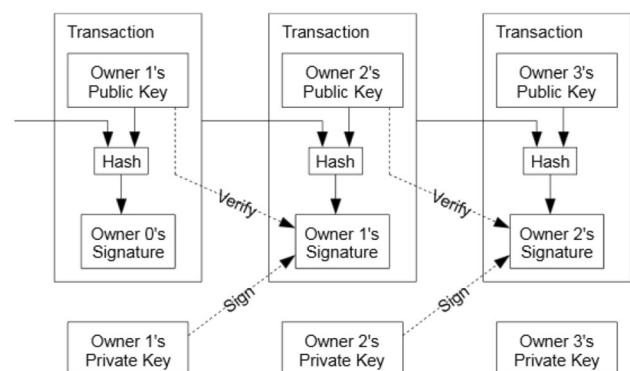 Transaction
Transaction
Transaction
Owner 1's
Public Key
Owner 2's
Public Key
Owner 3's
Public Key
Hash
Hash
Hash
Verify
Verify
Owner 0's
Signature
Owner 1's
Signature
Owner 2's
Signature
Sign
Sign
Owner 1's
Private Key
Owner 2's
Private Key
Owner 3's
Private Key